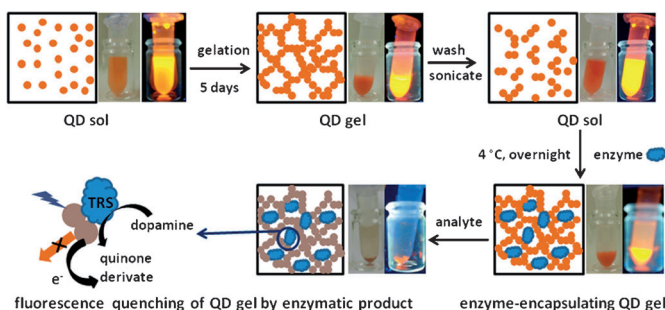 gelation
5 days
wash
sonicate
QD sol
QD gel
QD sol
4 °C, overnight enzyme
TRS
dopamine
analyte
quinone
derivate
e-
fluorescence quenching of QD gel by enzymatic product
enzyme-encapsulating QD gel